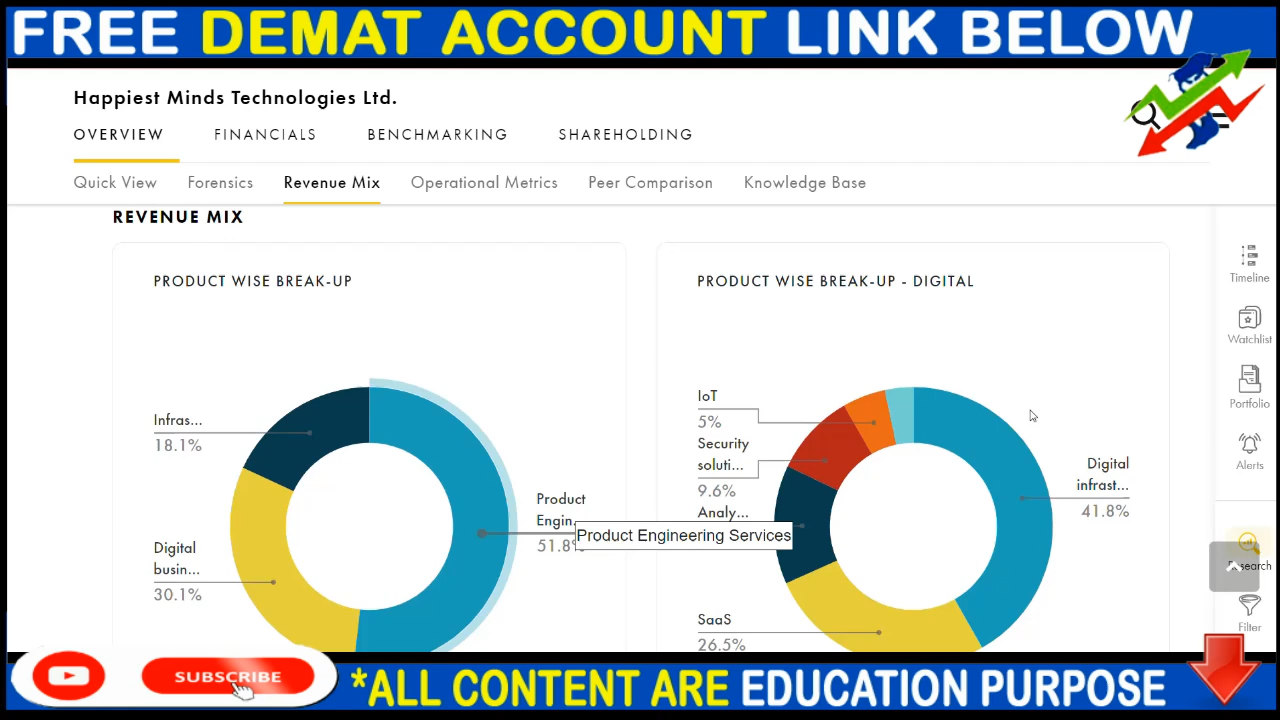 FREE DEMAT ACCOUNT LINK BELOW
Happiest Minds Technologies Ltd.
OVERVIEW FINANCIALS BENCHMARKING SHAREHOLDING
Quick View Forensics Revenue Mix Operational Metrics Peer Comparison Knowledge Base
REVENUE MIX
PRODUCT WISE BREAK-UP
Infras...
18.1%
Product
Engin...
51.8%
Product Engineering Services
Digital
busin...
30.1%
PRODUCT WISE BREAK-UP - DIGITAL
IoT
5%
Security
soluti...
9.6%
Analy...
SaaS
26.5%
Digital
infrast...
41.8%
Timeline
Watchlist
Portfolio
Alerts
Filter
SUBSCRIBE
*ALL CONTENT ARE EDUCATION PURPOSE